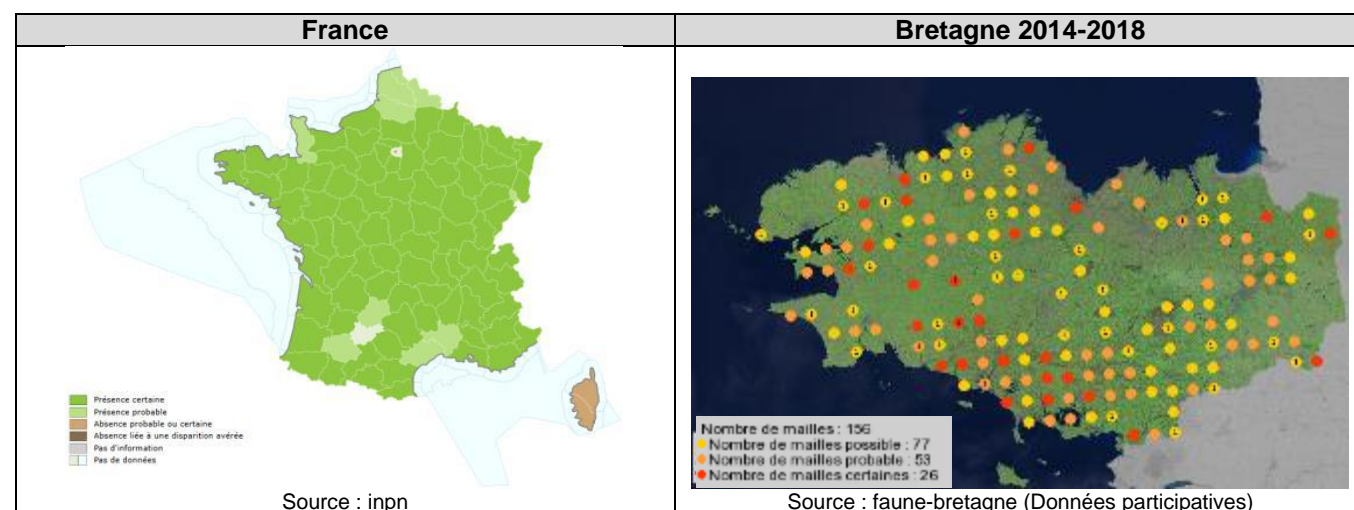 France
Bretagne 2014-2018
Présence certaine
Présence probable
Absence probable ou certaine
Absence liée à une disparition avérée
Pas d'information
Pas de données
Source : inpn
Nombre de mailles : 156
Nombre de mailles possible : 77
Nombre de mailles probable : 53
Nombre de mailles certaines : 26
Source : faune-bretagne (Données participatives)